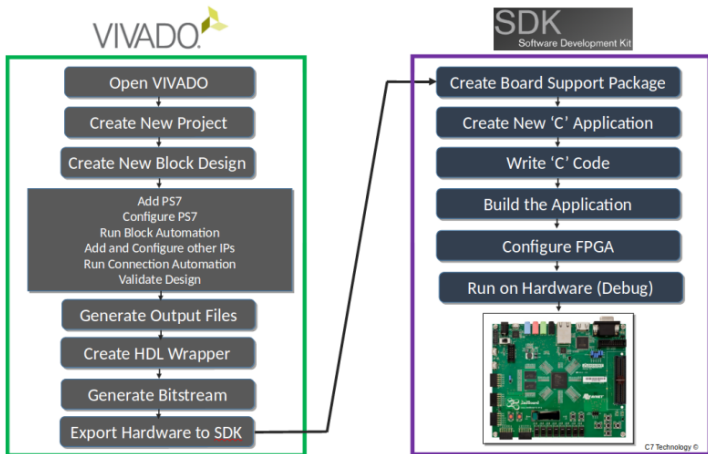 VIVADO.
Open VIVADO
Create New Project
Create New Block Design
Add PS7
Configure PS7
Run Block Automation
Add and Configure other IPs
Run Connection Automation
Validate Design
Generate Output Files
Create HDL Wrapper
Generate Bitstream
Export Hardware to SDK
SDK
Software Development Kit
Create Board Support Package
Create New ‘C’ Application
Write ‘C’ Code
Build the Application
Configure FPGA
Run on Hardware (Debug)
C7 Technology ©